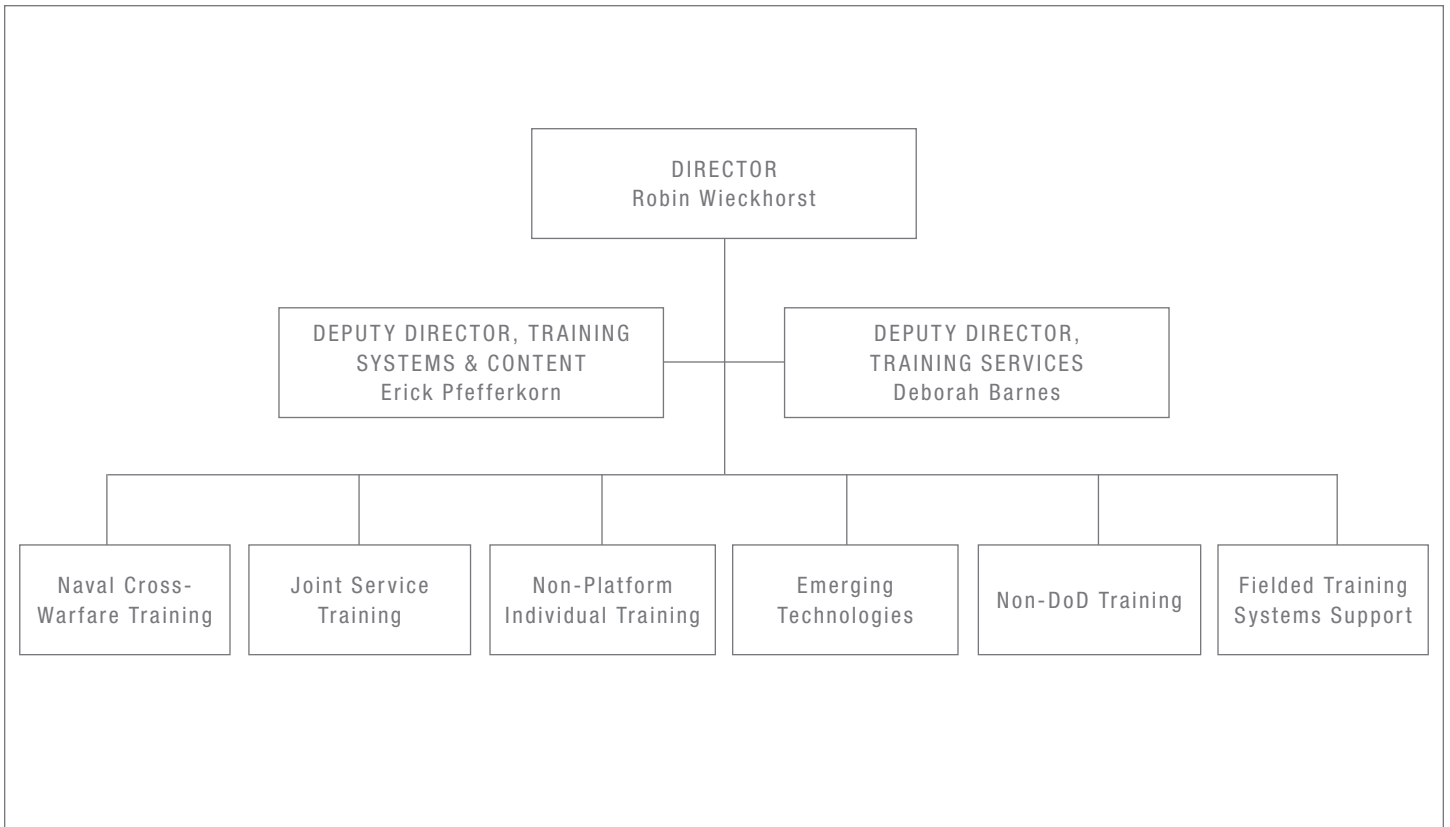 DIRECTOR
Robin Wieckhorst
DEPUTY DIRECTOR, TRAINING
SYSTEMS & CONTENT
Erick Pfefferkorn
DEPUTY DIRECTOR,
TRAINING SERVICES
Deborah Barnes
Naval Cross-
Warfare Training
Joint Service
Training
Non-Platform
Individual Training
Emerging
Technologies
Non-DoD Training
Fielded Training
Systems Support